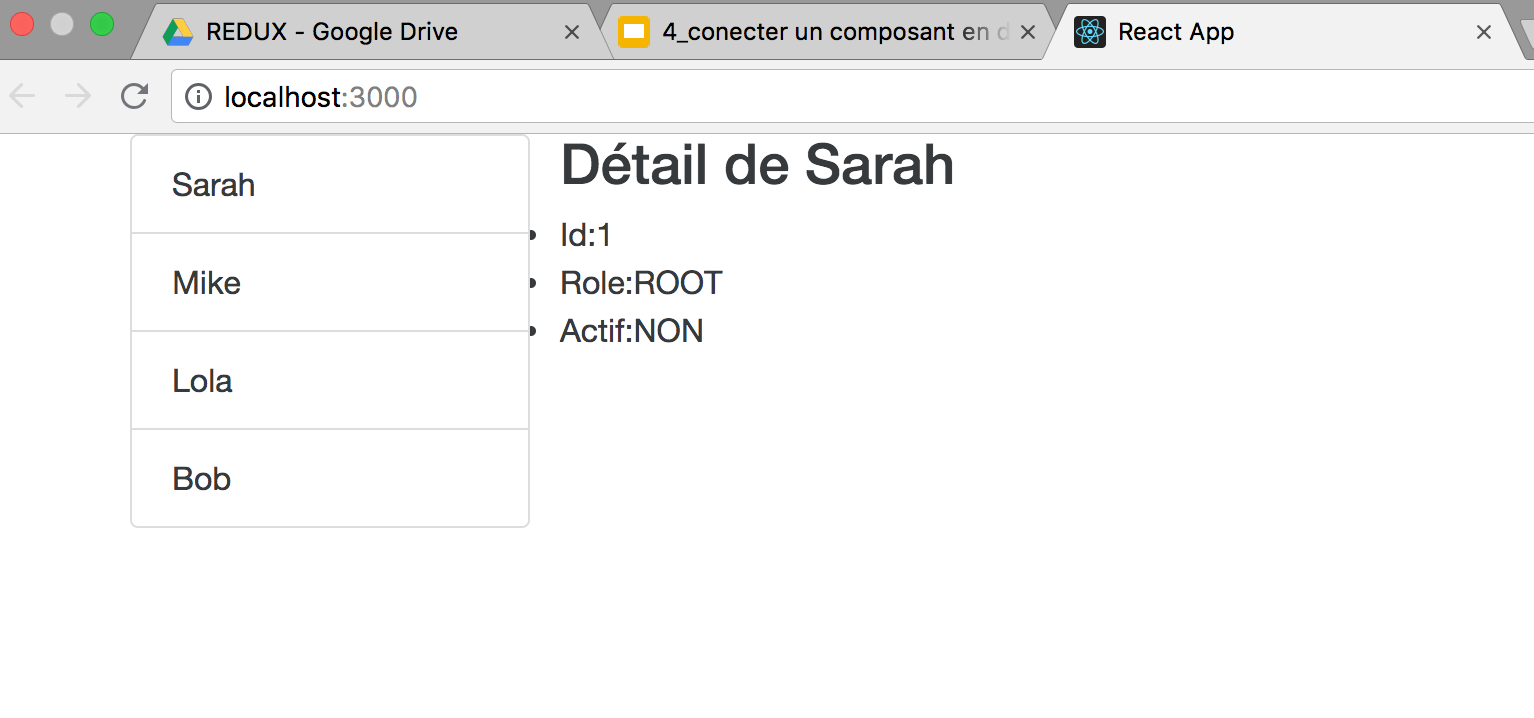 REDUX - Google Drive
4_conecter un composant en d
React App
localhost:3000
Sarah
Mike
Lola
Bob
Détail de Sarah
Id:1
Role:ROOT
Actif:NON